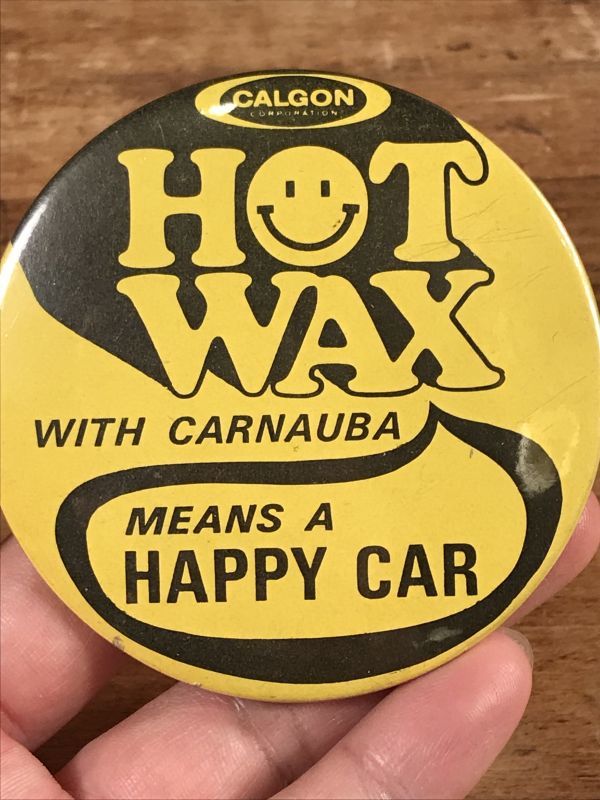 CALGON
CORPORATION
HOT
WAX
WITH CARNAUBA
MEANS A
HAPPY CAR